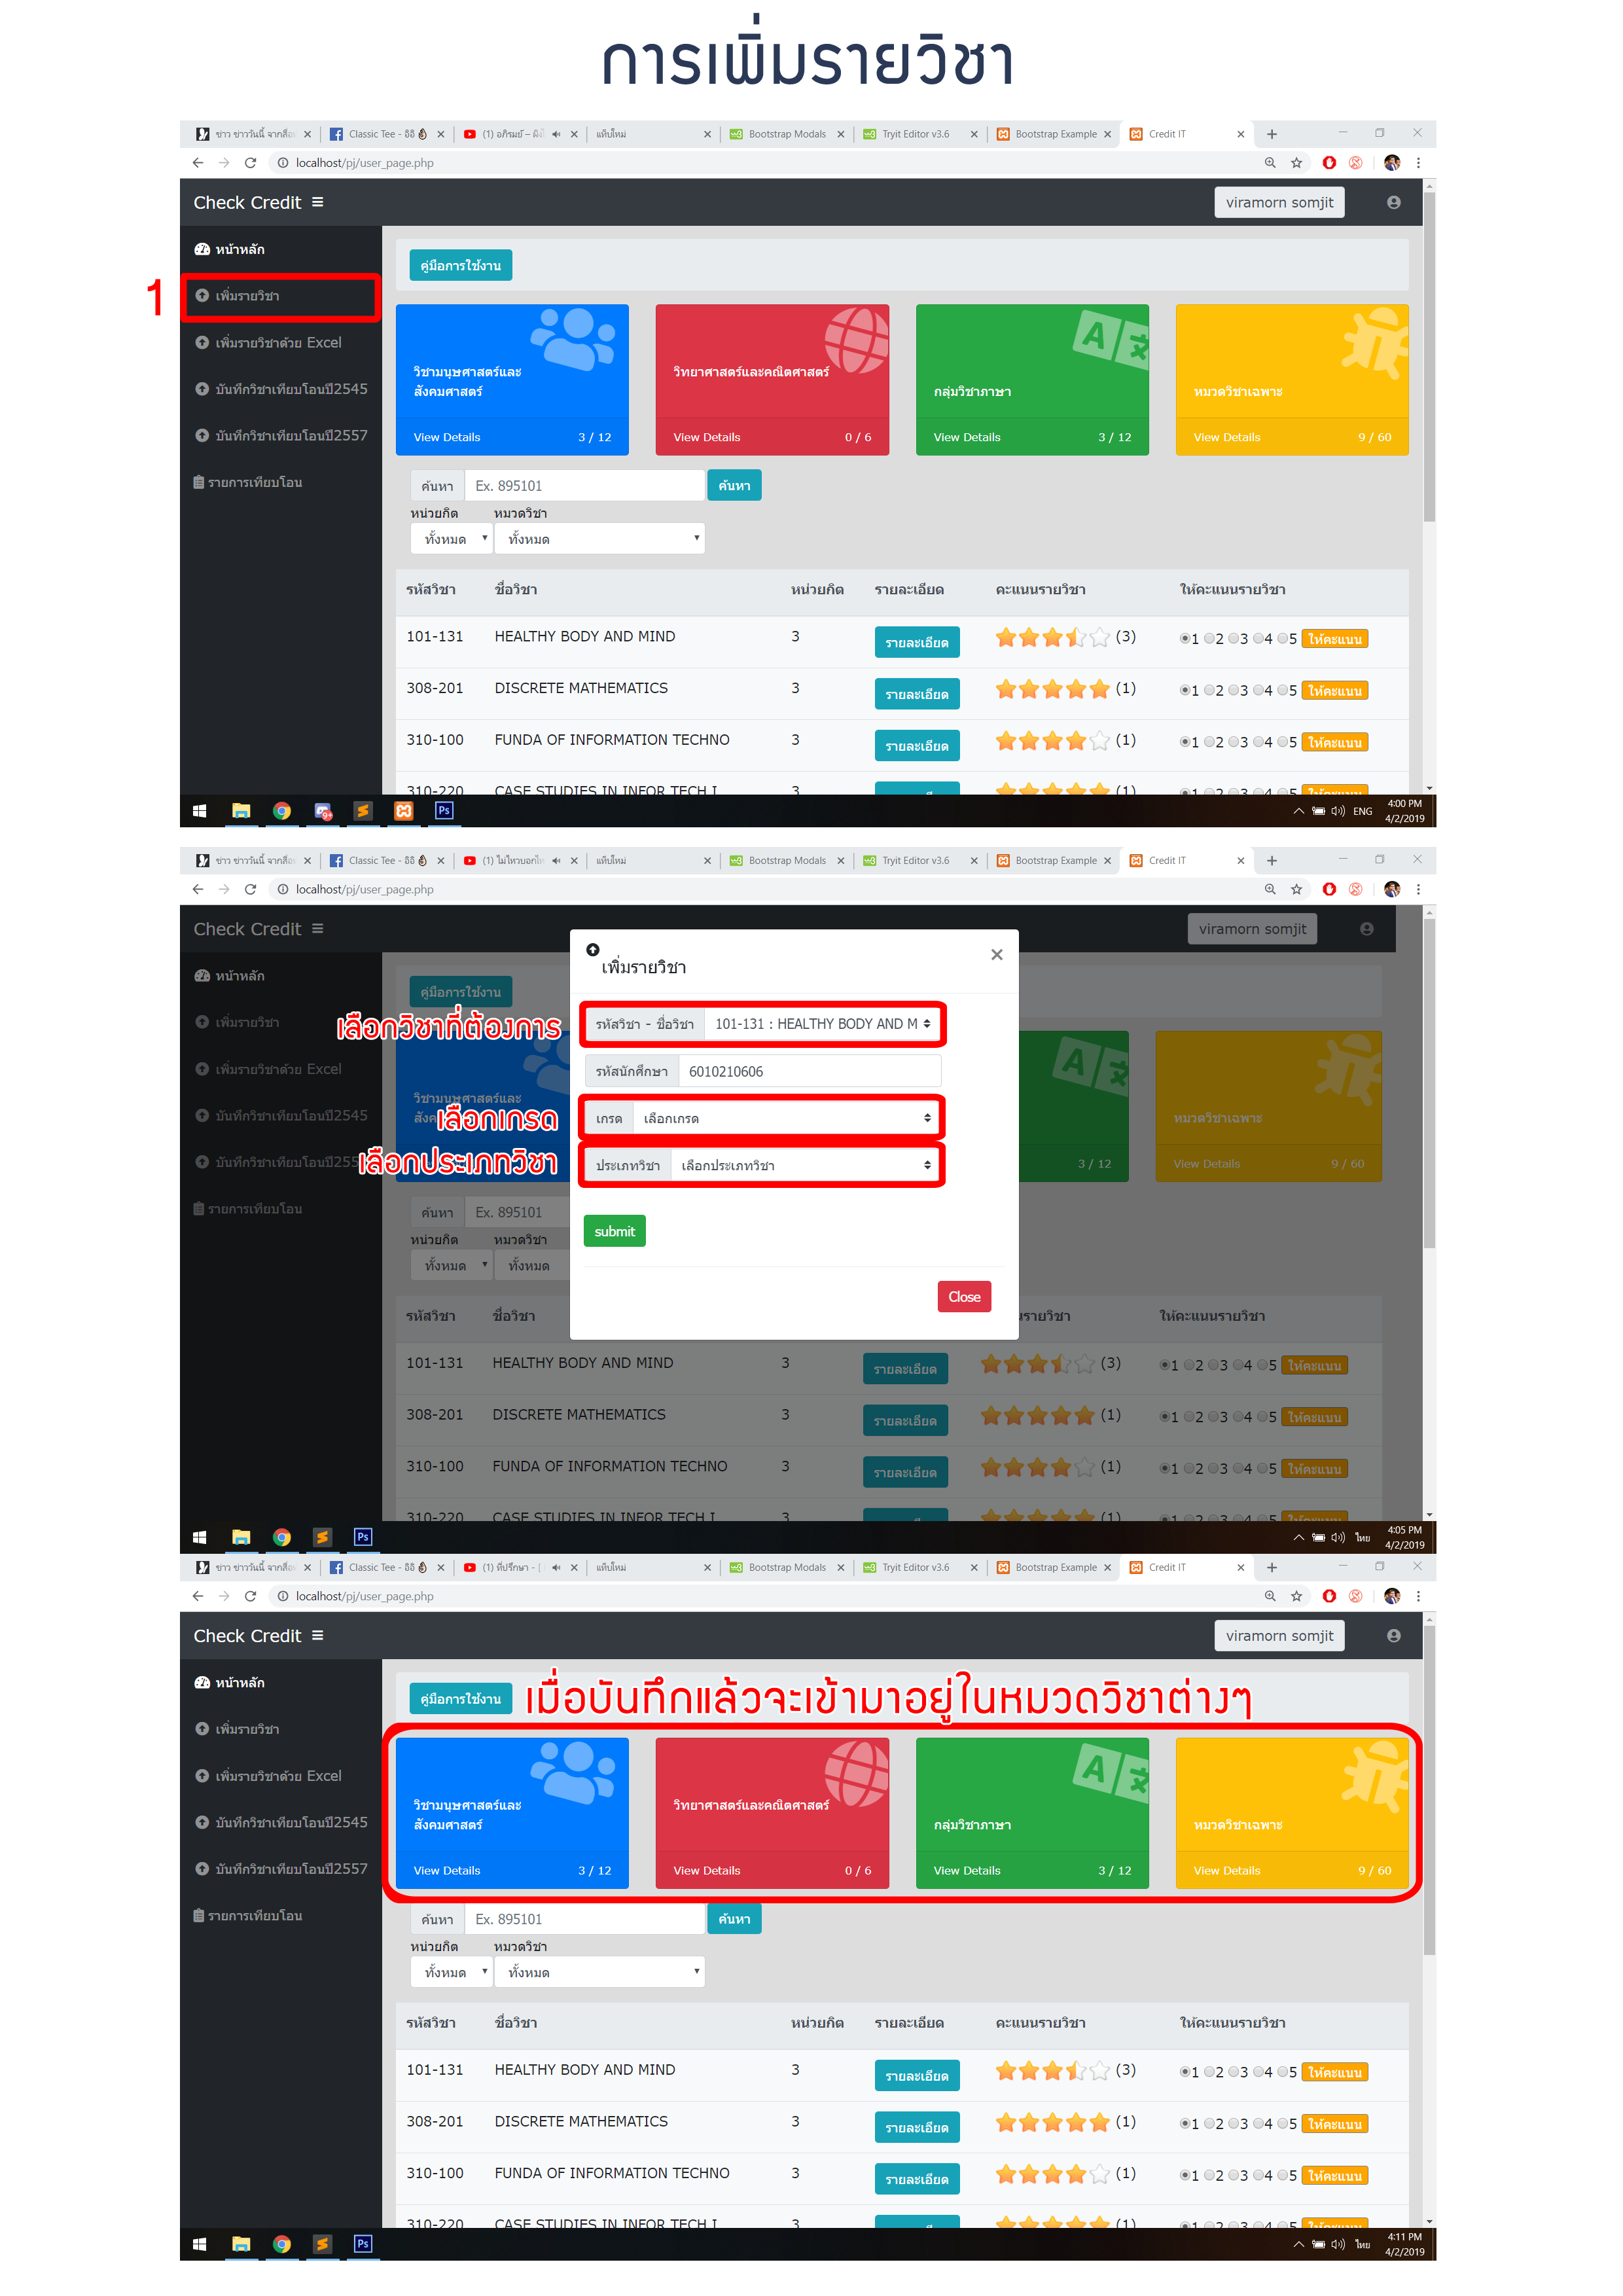 การเพิ่มรายวิชา
Classic Tee - อิอิ
แท็บใหม่
Bootstrap Modals
Tryit Editor v3.6
Bootstrap Example
Credit IT
localhost/pj/user_page.php
Check Credit
viramorn somjit
หน้าหลัก
คู่มือการใช้งาน
1
เพิ่มรายวิชา
เพิ่มรายวิชาด้วย Excel
บันทึกวิชาเทียบโอนปี2545
บันทึกวิชาเทียบโอนปี2557
รายการเทียบโอน
วิชามนุษศาสตร์และ
สังคมศาสตร์
View Details 3 / 12
วิทยาศาสตร์และคณิตศาสตร์
View Details 0 / 6
กลุ่มวิชาภาษา
View Details 3 / 12
หมวดวิชาเฉพาะ
View Details 9 / 60
ค้นหา Ex. 895101 ค้นหา
หน่วยกิต หมวดวิชา
ทั้งหมด ทั้งหมด
รหัสวิชา ชื่อวิชา หน่วยกิต รายละเอียด คะแนนรายวิชา ให้คะแนนรายวิชา
101-131 HEALTHY BODY AND MIND 3 รายละเอียด (3) 1 2 3 4 5 ให้คะแนน
308-201 DISCRETE MATHEMATICS 3 รายละเอียด (1) 1 2 3 4 5 ให้คะแนน
310-100 FUNDA OF INFORMATION TECHNO 3 รายละเอียด (1) 1 2 3 4 5 ให้คะแนน
310-220 CASE STUDIES IN INFOR TECH I 3 (1) 1 2 3 4 5 ให้คะแนน
9+
Ps
ENG
4:00 PM
4/2/2019
Classic Tee - อิอิ
แท็บใหม่
Bootstrap Modals
Tryit Editor v3.6
Bootstrap Example
Credit IT
localhost/pj/user_page.php
Check Credit
viramorn somjit
หน้าหลัก
คู่มือการใช้งาน
เพิ่มรายวิชา
เพิ่มรายวิชาด้วย Excel
บันทึกวิชาเทียบโอนปี2545
บันทึกวิชาเทียบโอนปี255
รายการเทียบโอน
เพิ่มรายวิชา
เลือกวิชาที่ต้องการ
รหัสวิชา - ชื่อวิชา 101-131 : HEALTHY BODY AND M
รหัสนักศึกษา 6010210606
เลือกเกรด
เกรด เลือกเกรด
เลือกประเภทวิชา
ประเภทวิชา เลือกประเภทวิชา
submit
Close
วิชามนุษศาสตร์และ
3 / 12
หมวดวิชาเฉพาะ
View Details 9 / 60
ค้นหา Ex. 895101
หน่วยกิต หมวดวิชา
ทั้งหมด ทั้งหมด
รหัสวิชา ชื่อวิชา นรายวิชา ให้คะแนนรายวิชา
101-131 HEALTHY BODY AND MIND 3 รายละเอียด (3) 1 2 3 4 5 ให้คะแนน
308-201 DISCRETE MATHEMATICS 3 รายละเอียด (1) 1 2 3 4 5 ให้คะแนน
310-100 FUNDA OF INFORMATION TECHNO 3 รายละเอียด (1) 1 2 3 4 5 ให้คะแนน
310-220 CASE STUDIES IN INFOR TECH I 3 (1) 1 2 3 4 5 ให้คะแนน
Ps
ไทย
4:05 PM
4/2/2019
Classic Tee - อิอิ
(1) ที่ปรึกษา - [
แท็บใหม่
Bootstrap Modals
Tryit Editor v3.6
Bootstrap Example
Credit IT
localhost/pj/user_page.php
Check Credit
viramorn somjit
หน้าหลัก
คู่มือการใช้งาน
เมื่อบันทึกแล้วจะเข้ามาอยู่ในหมวดวิชาต่างๆ
เพิ่มรายวิชา
เพิ่มรายวิชาด้วย Excel
บันทึกวิชาเทียบโอนปี2545
บันทึกวิชาเทียบโอนปี2557
รายการเทียบโอน
วิชามนุษศาสตร์และ
สังคมศาสตร์
View Details 3 / 12
วิทยาศาสตร์และคณิตศาสตร์
View Details 0 / 6
กลุ่มวิชาภาษา
View Details 3 / 12
หมวดวิชาเฉพาะ
View Details 9 / 60
ค้นหา Ex. 895101 ค้นหา
หน่วยกิต หมวดวิชา
ทั้งหมด ทั้งหมด
รหัสวิชา ชื่อวิชา หน่วยกิต รายละเอียด คะแนนรายวิชา ให้คะแนนรายวิชา
101-131 HEALTHY BODY AND MIND 3 รายละเอียด (3) 1 2 3 4 5 ให้คะแนน
308-201 DISCRETE MATHEMATICS 3 รายละเอียด (1) 1 2 3 4 5 ให้คะแนน
310-100 FUNDA OF INFORMATION TECHNO 3 รายละเอียด (1) 1 2 3 4 5 ให้คะแนน
310-220 CASE STUDIES IN INFOR TECH I 3 (1) 1 2 3 4 5 ให้คะแนน
Ps
ไทย
4:11 PM
4/2/2019